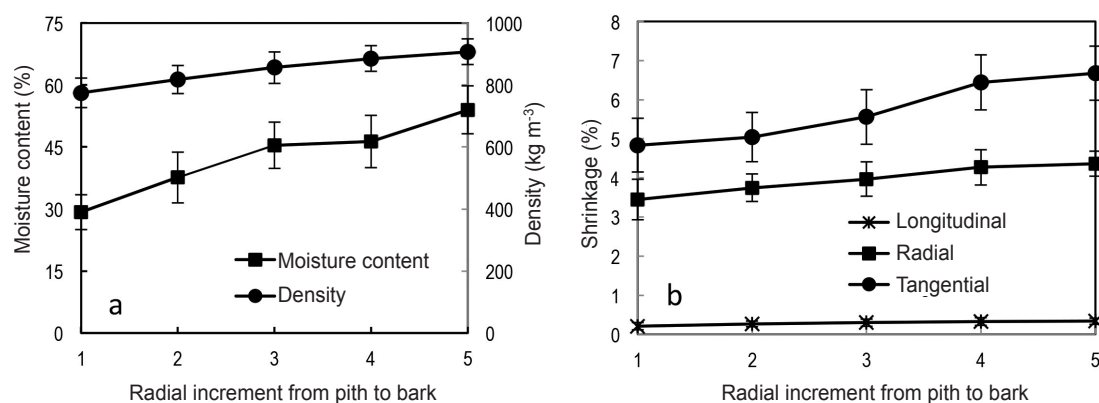 75
60
45
30
15
0
Moisture content (%)
1000
800
600
400
200
0
Density (kg m-3)
Moisture content
Density
a
1 2 3 4 5
Radial increment from pith to bark
8
7
6
5
4
3
2
1
0
Shrinkage (%)
Longitudinal
Radial
Tangential
b
1 2 3 4 5
Radial increment from pith to bark